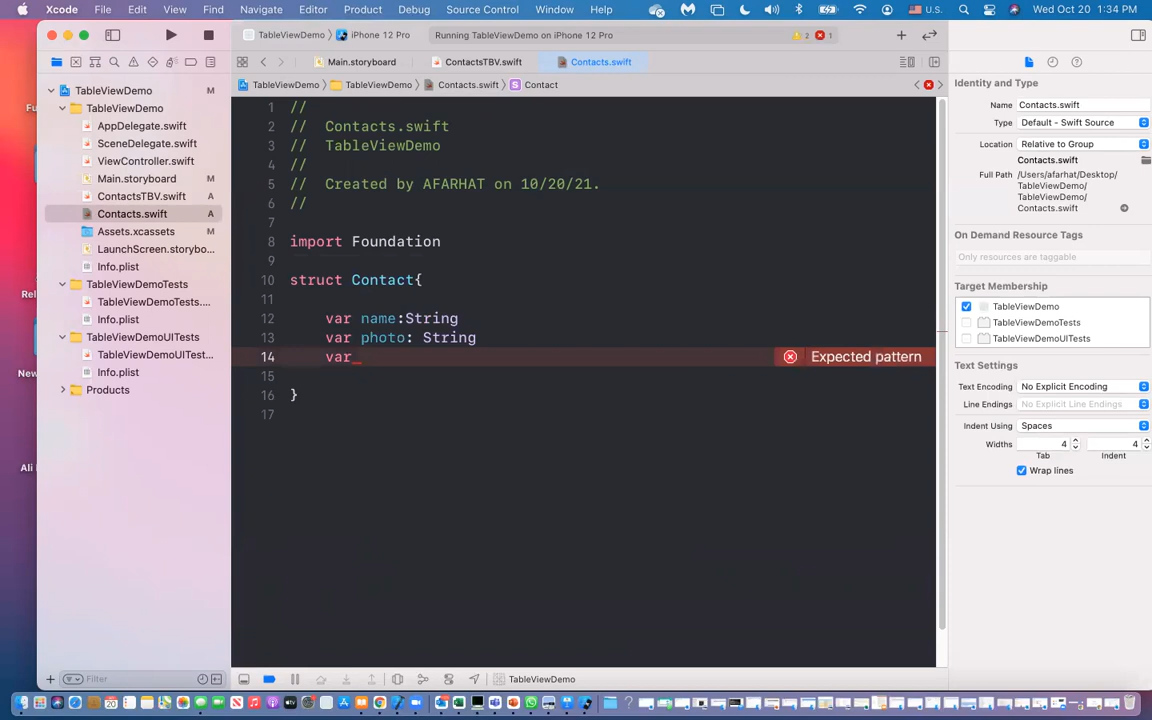 Xcode File Edit View Find Navigate Editor Product Debug Source Control Window Help U.S. Wed Oct 20 1:34 PM
TableViewDemo iPhone 12 Pro Running TableViewDemo on iPhone 12 Pro 2 1
Main.storyboard ContactsTBV.swift Contacts.swift
TableViewDemo M
TableViewDemo TableViewDemo Contacts.swift S Contact
TableViewDemo
AppDelegate.swift
SceneDelegate.swift
ViewController.swift
Main.storyboard M
ContactsTBV.swift A
Contacts.swift A
Assets.xcassets M
LaunchScreen.storybo...
Info.plist
TableViewDemoTests
TableViewDemoTests....
Info.plist
TableViewDemoUITests
TableViewDemoUITest...
Info.plist
Products
Filter
1 //
2 // Contacts.swift
3 // TableViewDemo
4 //
5 // Created by AFARHAT on 10/20/21.
6 //
7
8 import Foundation
9
10 struct Contact{
11
12 var name:String
13 var photo: String
14 var_ Expected pattern
15
16 }
17
TableViewDemo
Identity and Type
Name Contacts.swift
Type Default - Swift Source
Location Relative to Group
Contacts.swift
Full Path /Users/afarhat/Desktop/
TableViewDemo/
TableViewDemo/
Contacts.swift
On Demand Resource Tags
Only resources are taggable
Target Membership
TableViewDemo
TableViewDemoTests
TableViewDemoUITests
Text Settings
Text Encoding No Explicit Encoding
Line Endings No Explicit Line Endings
Indent Using Spaces
Widths 4 4
Tab Indent
Wrap lines
Fu
Rel
New
Ali